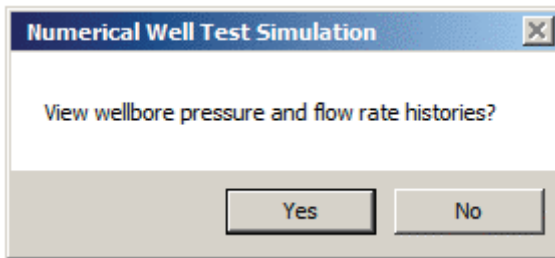 Numerical Well Test Simulation
View wellbore pressure and flow rate histories?
Yes
No